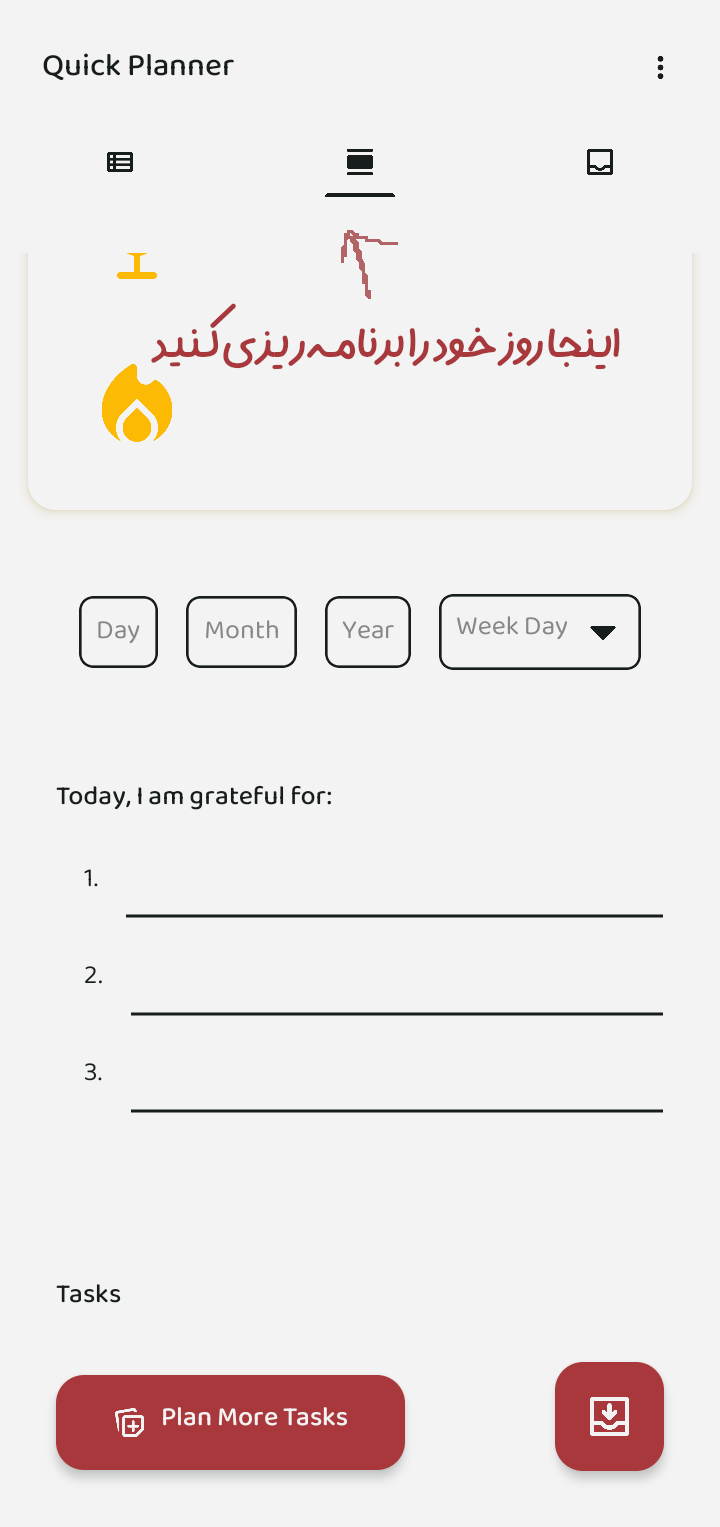 Quick Planner
اینجا روز خود را برنامه ریزی کنید
Day Month Year Week Day
Today, I am grateful for:
1.
2.
3.
Tasks
Plan More Tasks